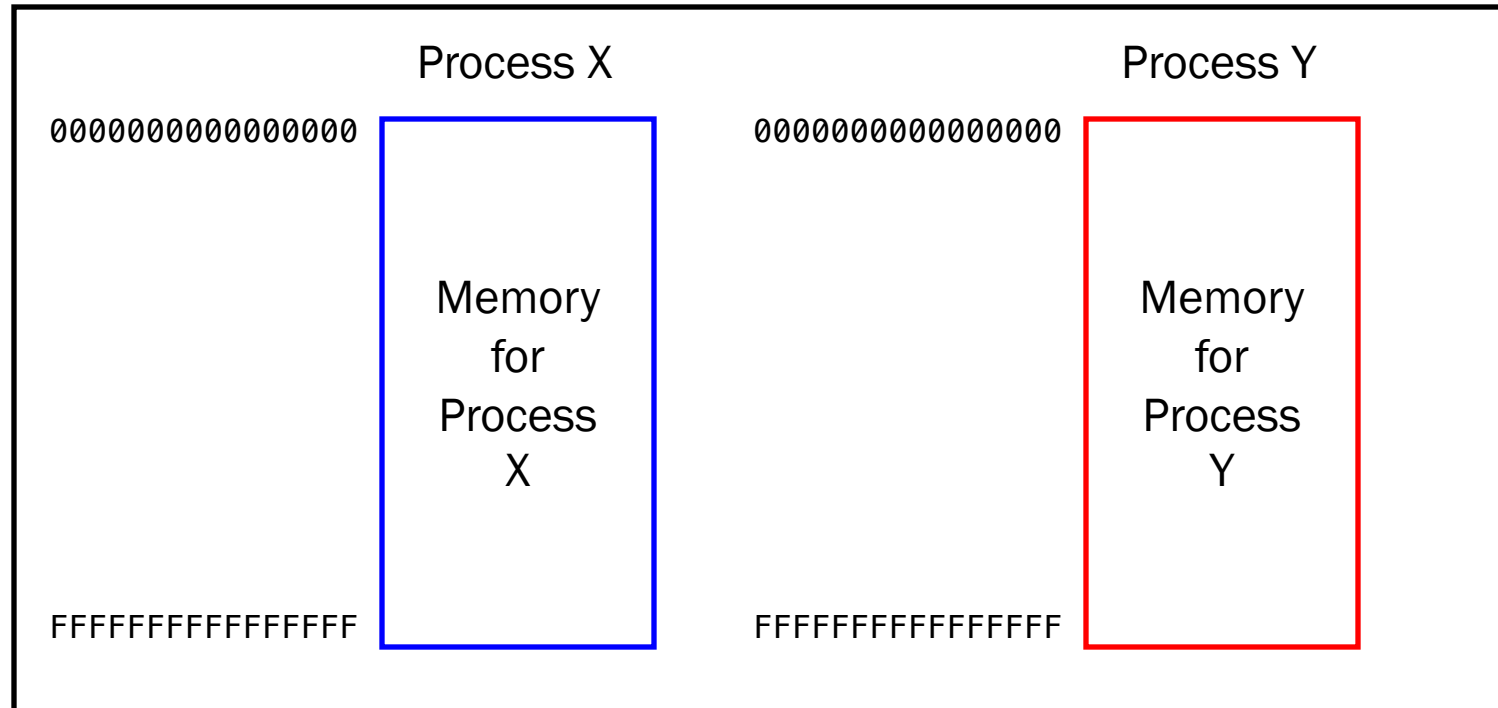 Process X
0000000000000000
Memory
for
Process
X
FFFFFFFFFFFFFFFF
Process Y
0000000000000000
Memory
for
Process
Y
FFFFFFFFFFFFFFFF